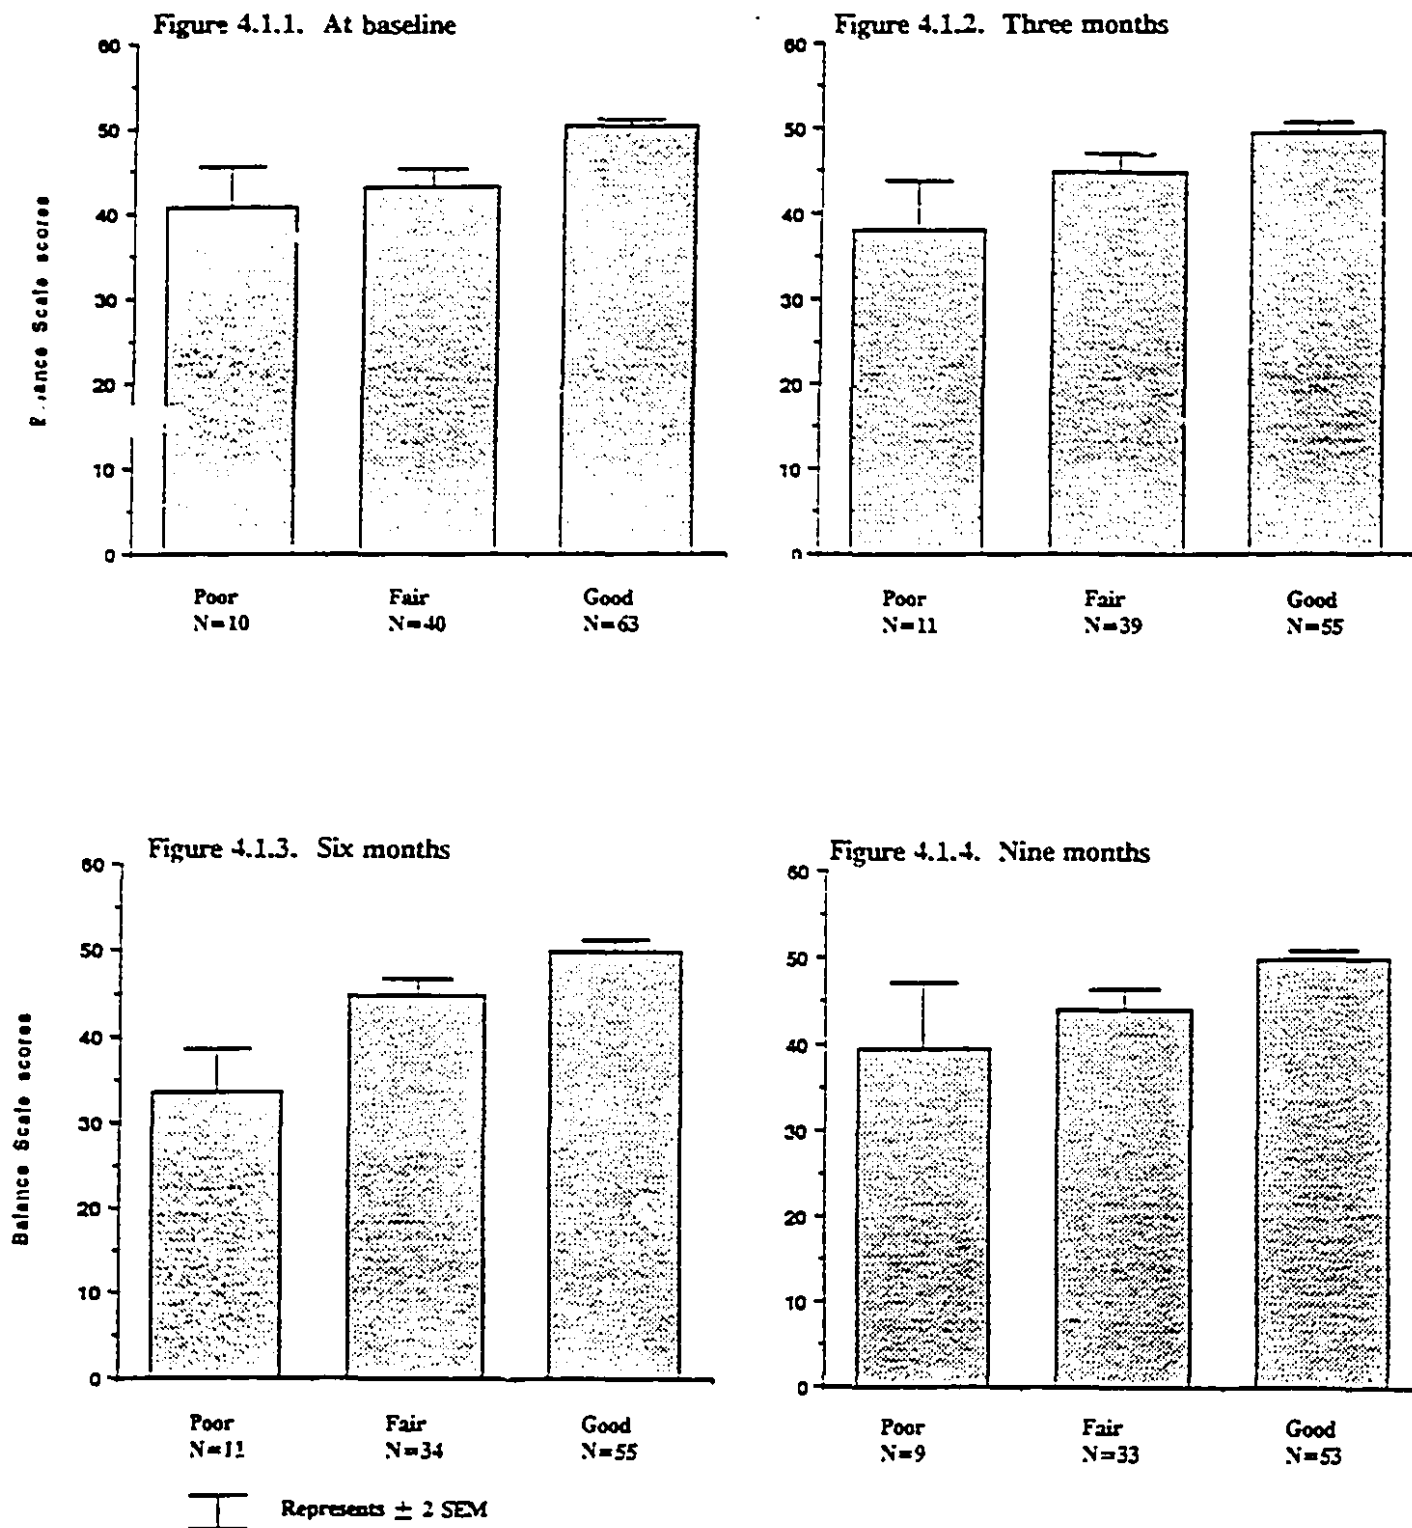 Figure 4.1.1. At baseline
60
50
40
30
20
10
0
Scale scores
Poor Fair Good
N=10 N=40 N=63
Figure 4.1.2. Three months
60
50
40
30
20
10
0
Poor Fair Good
N=11 N=39 N=55
Figure 4.1.3. Six months
60
50
40
30
20
10
0
Balance Scale scores
Poor Fair Good
N=11 N=34 N=55
Figure 4.1.4. Nine months
60
50
40
30
20
10
0
Poor Fair Good
N=9 N=33 N=53
Represents ± 2 SEM